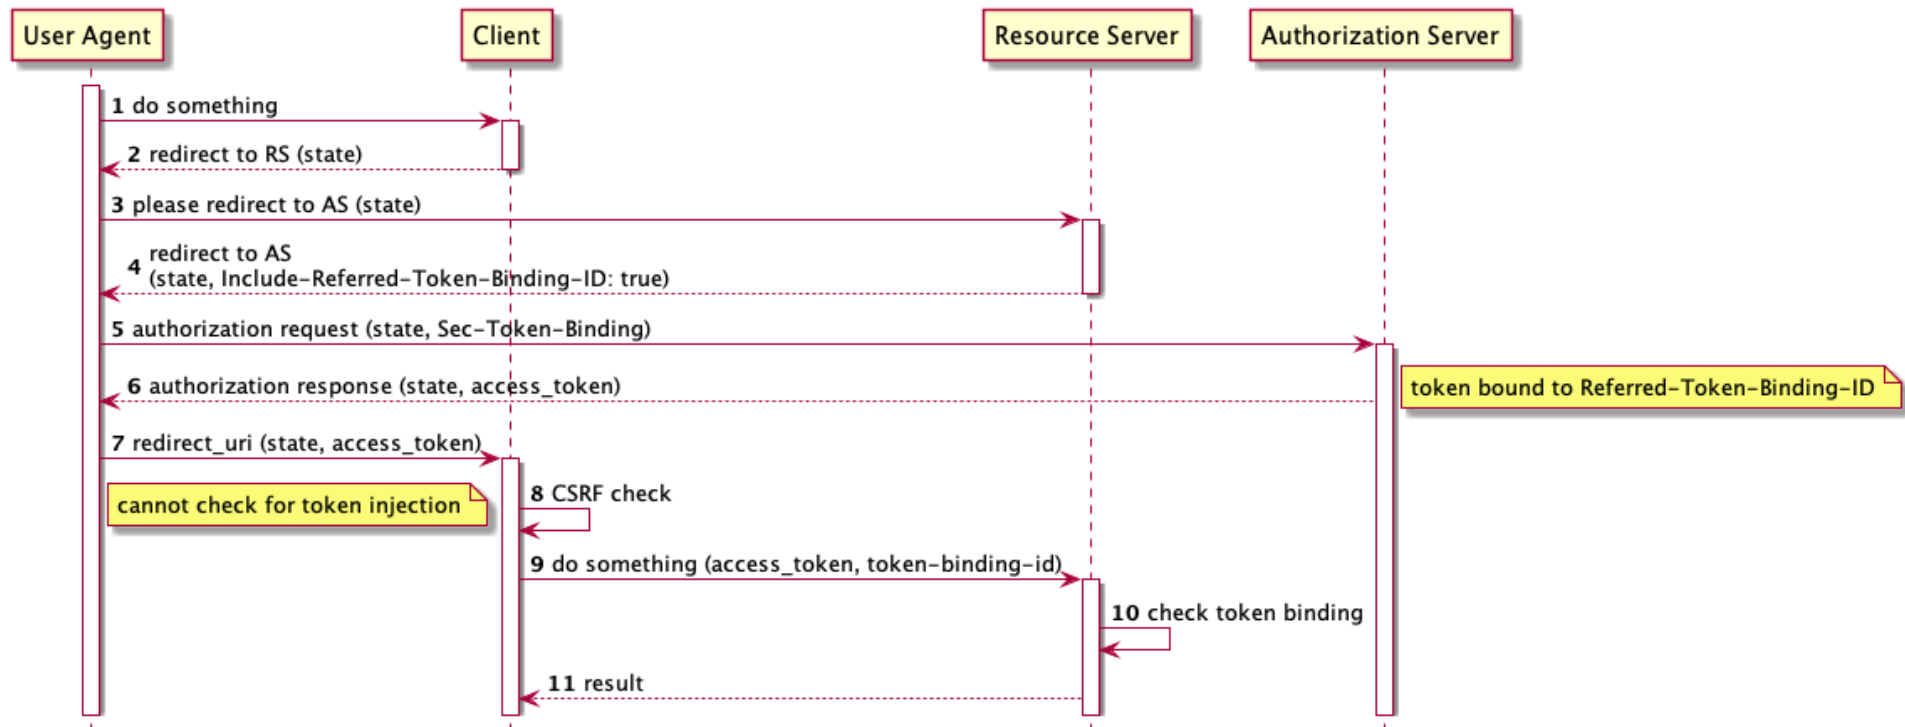 User Agent
Client
Resource Server
Authorization Server
1 do something
2 redirect to RS (state)
3 please redirect to AS (state)
4 redirect to AS
(state, Include-Referred-Token-Binding-ID: true)
5 authorization request (state, Sec-Token-Binding)
6 authorization response (state, access_token)
token bound to Referred-Token-Binding-ID
7 redirect_uri (state, access_token)
cannot check for token injection
8 CSRF check
9 do something (access_token, token-binding-id)
10 check token binding
11 result